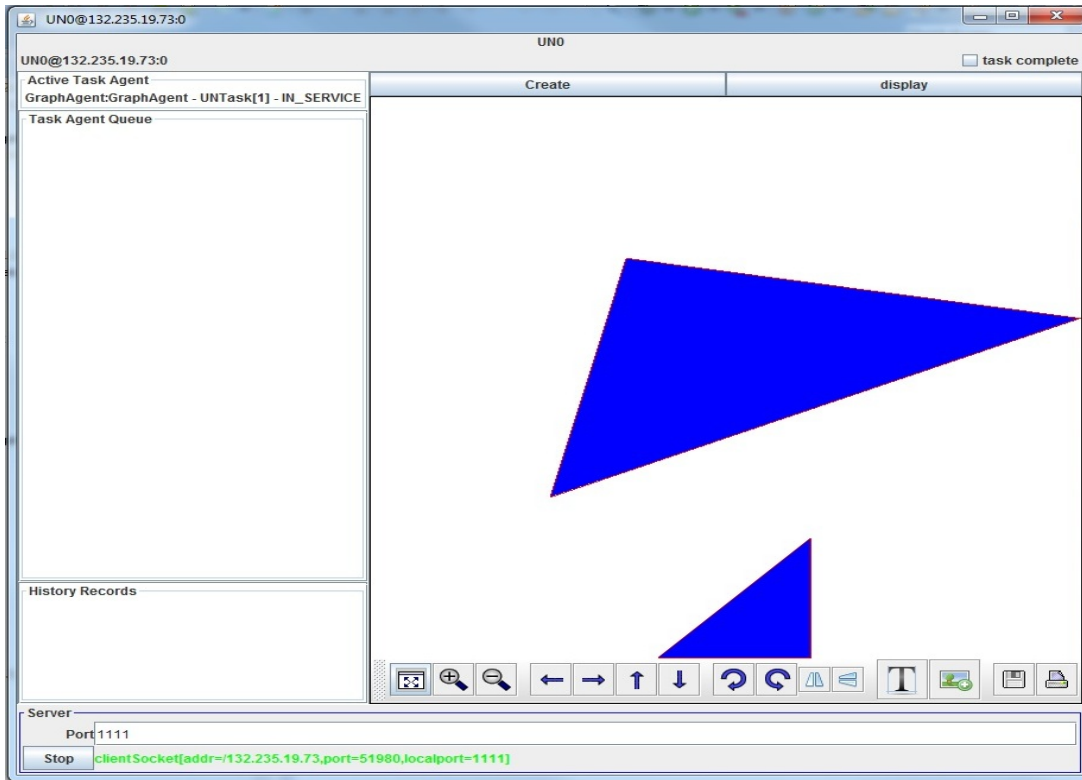 UN0@132.235.19.73:0
UN0
UN0@132.235.19.73:0
task complete
Active Task Agent
GraphAgent:GraphAgent - UNTask[1] - IN_SERVICE
Create
display
Task Agent Queue
History Records
T
Server
Port 1111
Stop
clientSocket[addr=/132.235.19.73,port=51980,localport=1111]